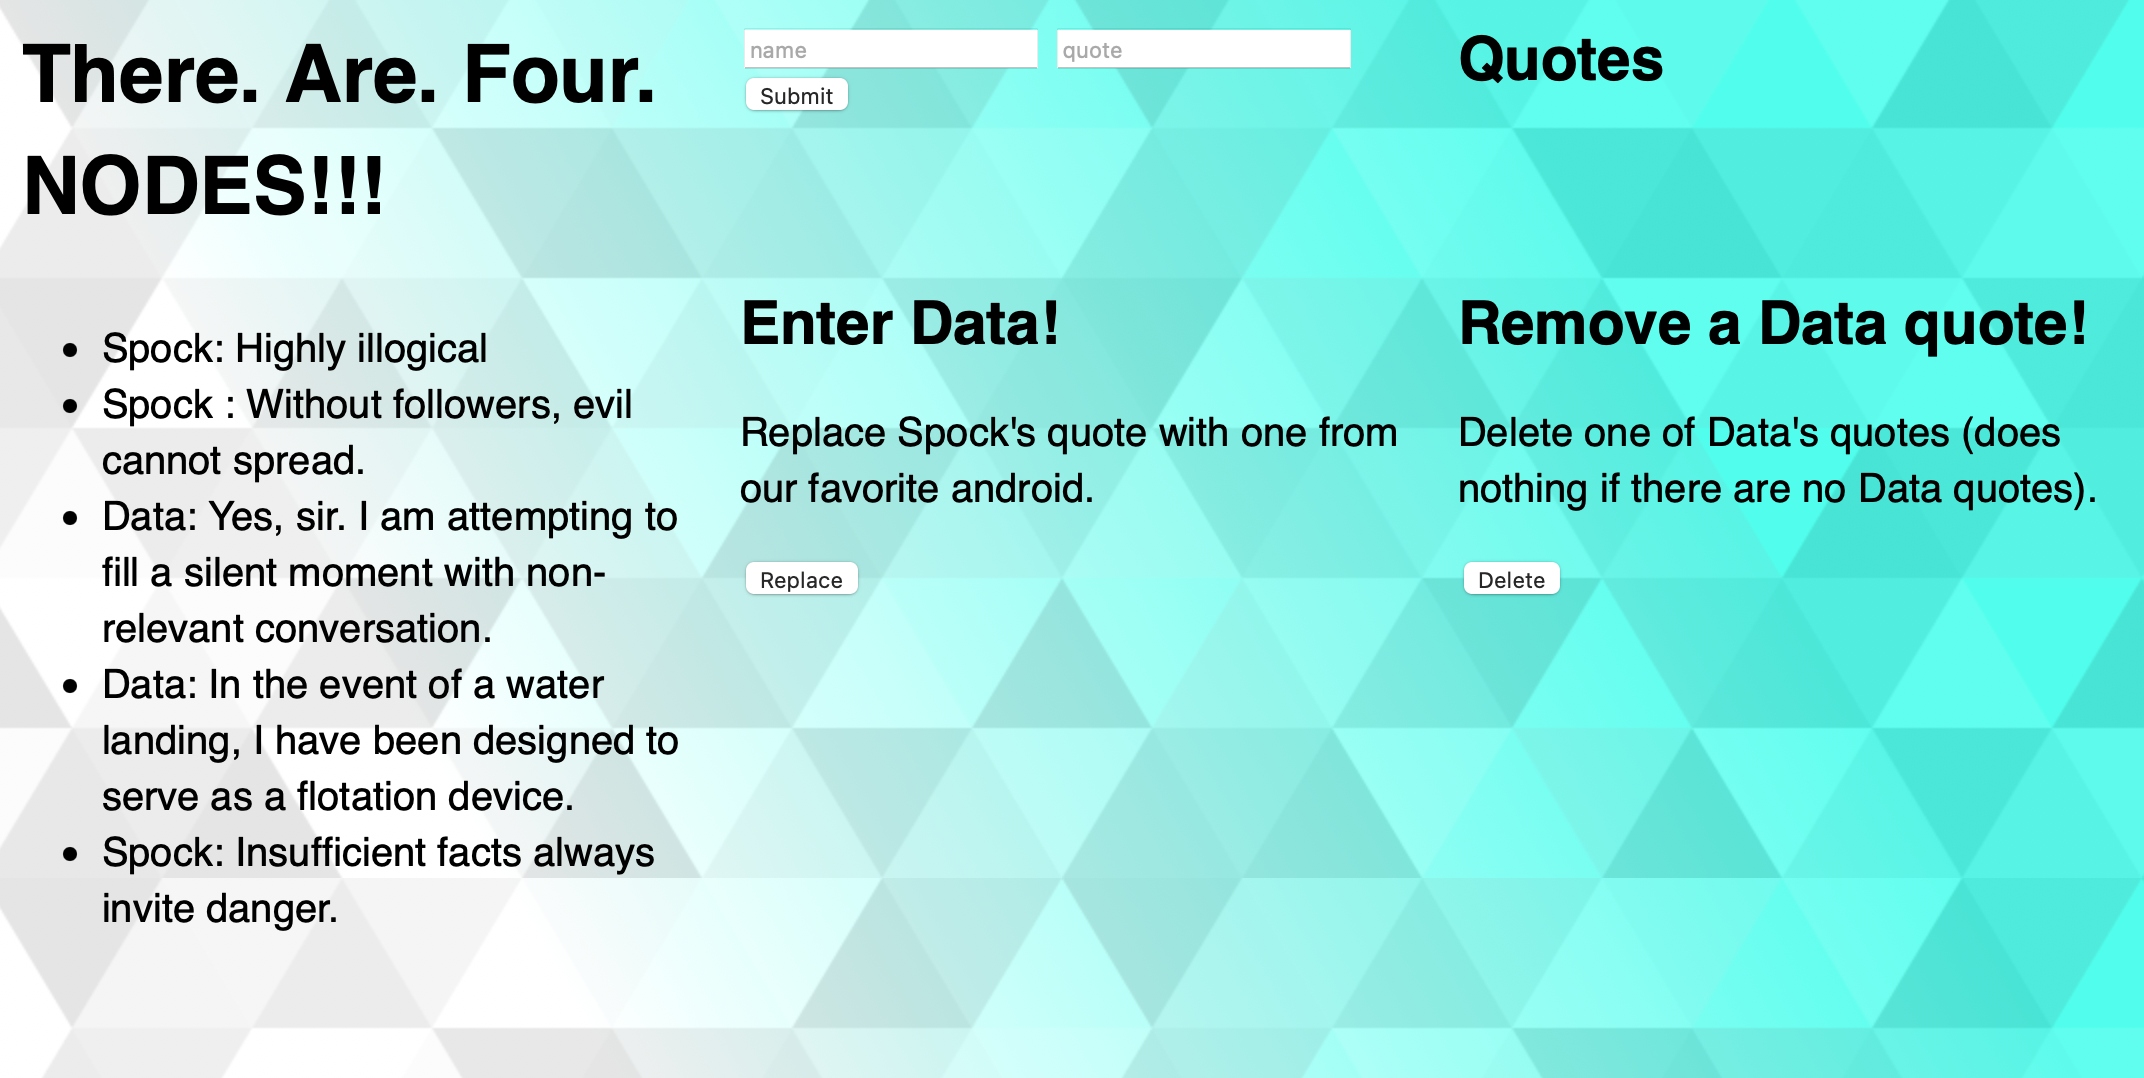 There. Are. Four.
NODES!!!
name
quote
Submit
Quotes
• Spock: Highly illogical
• Spock : Without followers, evil
cannot spread.
• Data: Yes, sir. I am attempting to
fill a silent moment with non-
relevant conversation.
• Data: In the event of a water
landing, I have been designed to
serve as a flotation device.
• Spock: Insufficient facts always
invite danger.
Enter Data!
Replace Spock's quote with one from
our favorite android.
Replace
Remove a Data quote!
Delete one of Data's quotes (does
nothing if there are no Data quotes).
Delete